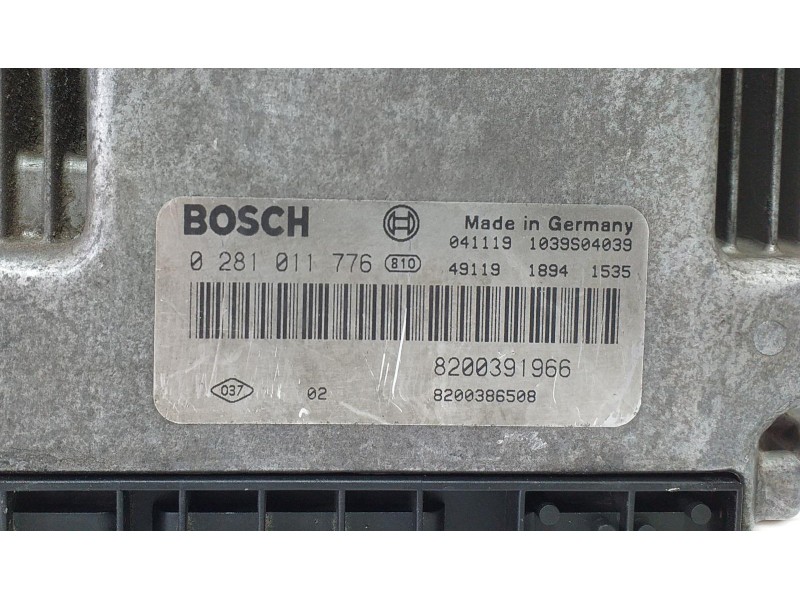 BOSCH
Made in Germany
041119 1039S04039
0 281 011 776 810
49119 1894 1535
8200391966
037 02 8200386508